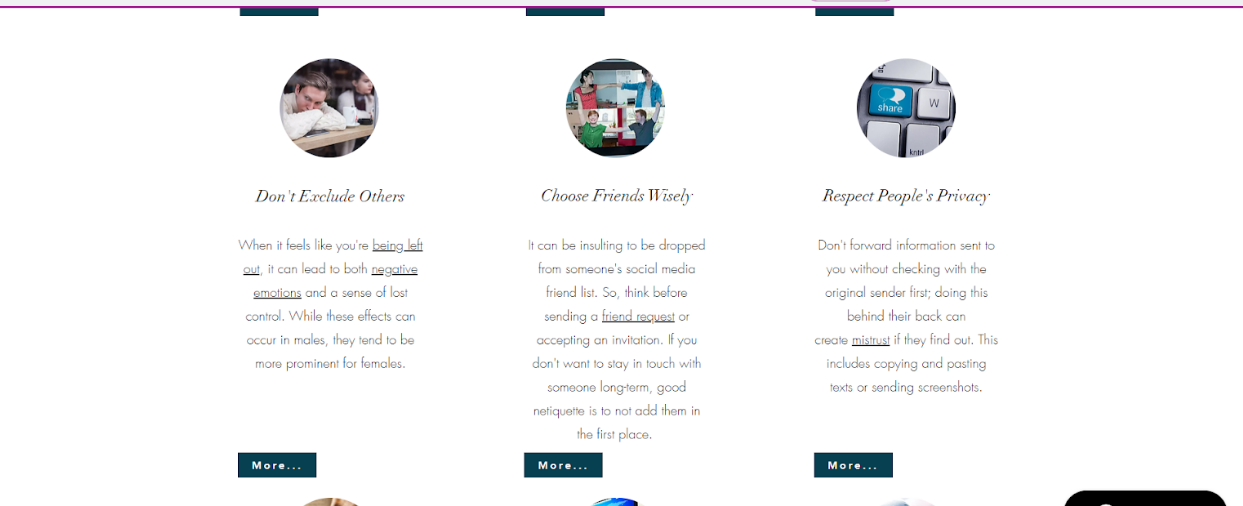 share
W
kntrl
Don't Exclude Others
When it feels like you're being left
out, it can lead to both negative
emotions and a sense of lost
control. While these effects can
occur in males, they tend to be
more prominent for females.
More...
Choose Friends Wisely
It can be insulting to be dropped
from someone's social media
friend list. So, think before
sending a friend request or
accepting an invitation. If you
don't want to stay in touch with
someone long-term, good
netiquette is to not add them in
the first place.
More...
Respect People's Privacy
Don't forward information sent to
you without checking with the
original sender first; doing this
behind their back can
create mistrust if they find out. This
includes copying and pasting
texts or sending screenshots.
More...